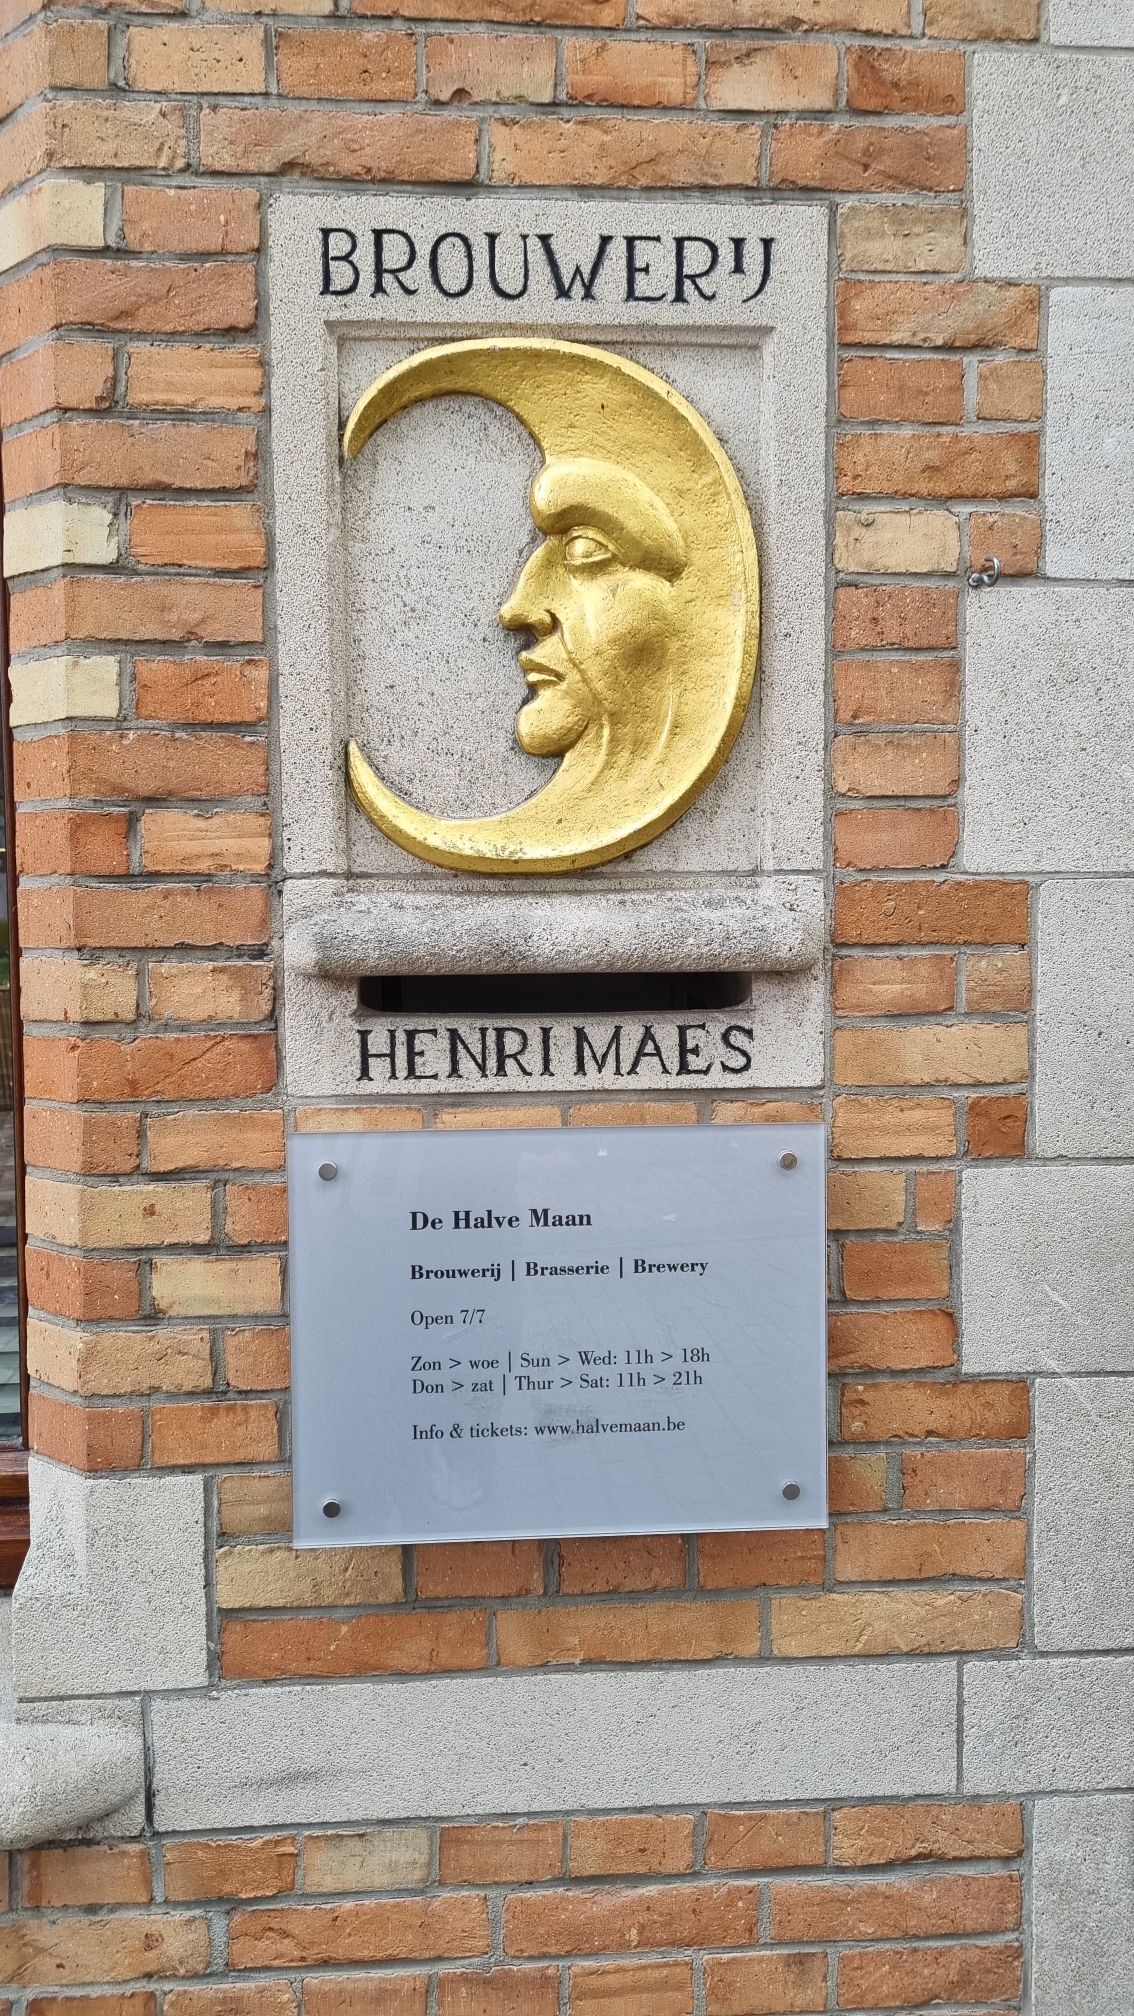 BROUWERIJ
HENRI MAES
De Halve Maan
Brouwerij | Brasserie | Brewery
Open 7/7
Zon > woe | Sun > Wed: 11h > 18h
Don > zat | Thur > Sat: 11h > 21h
Info & tickets: www.halvemaan.be